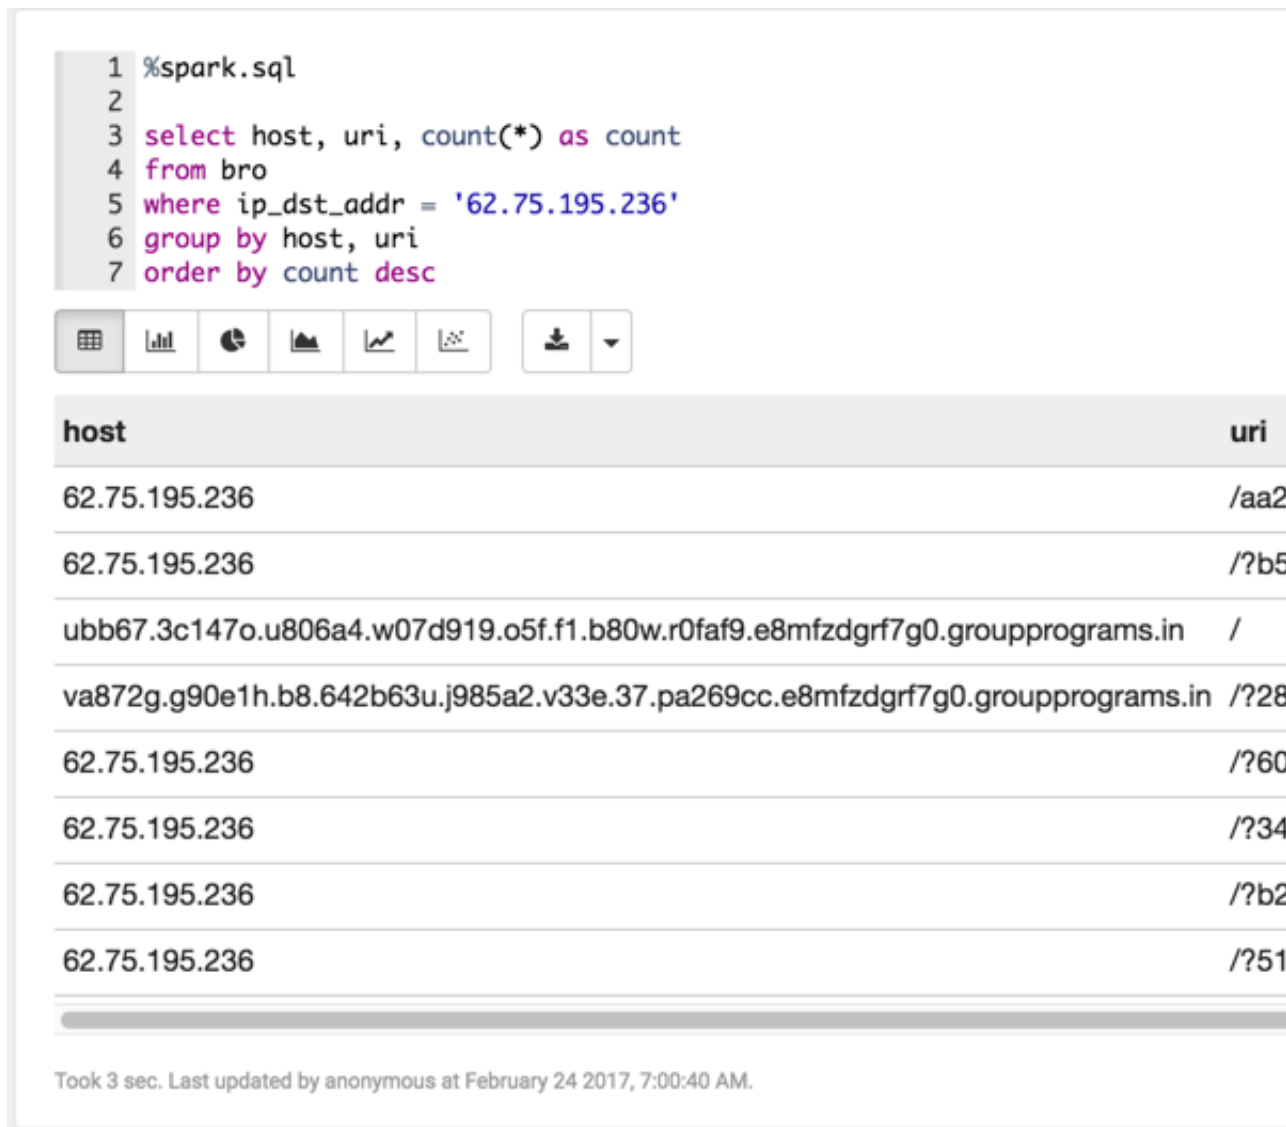 1 %spark.sql
2
3 select host, uri, count(*) as count
4 from bro
5 where ip_dst_addr = '62.75.195.236'
6 group by host, uri
7 order by count desc
host uri
62.75.195.236 /aa2
62.75.195.236 /?b5
ubb67.3c147o.u806a4.w07d919.o5f.f1.b80w.r0faf9.e8mfzdgrf7g0.groupprograms.in /
va872g.g90e1h.b8.642b63u.j985a2.v33e.37.pa269cc.e8mfzdgrf7g0.groupprograms.in /?28
62.75.195.236 /?60
62.75.195.236 /?34
62.75.195.236 /?b2
62.75.195.236 /?51
Took 3 sec. Last updated by anonymous at February 24 2017, 7:00:40 AM.